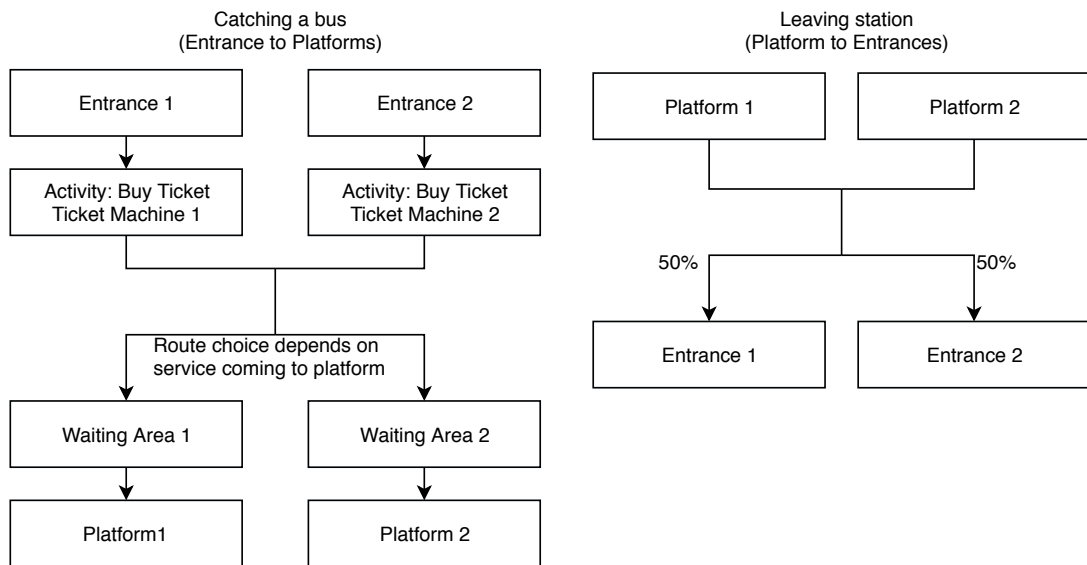 Catching a bus
(Entrance to Platforms)
Entrance 1
Entrance 2
Activity: Buy Ticket
Ticket Machine 1
Activity: Buy Ticket
Ticket Machine 2
Route choice depends on
service coming to platform
Waiting Area 1
Waiting Area 2
Platform1
Platform 2
Leaving station
(Platform to Entrances)
Platform 1
Platform 2
50%
50%
Entrance 1
Entrance 2